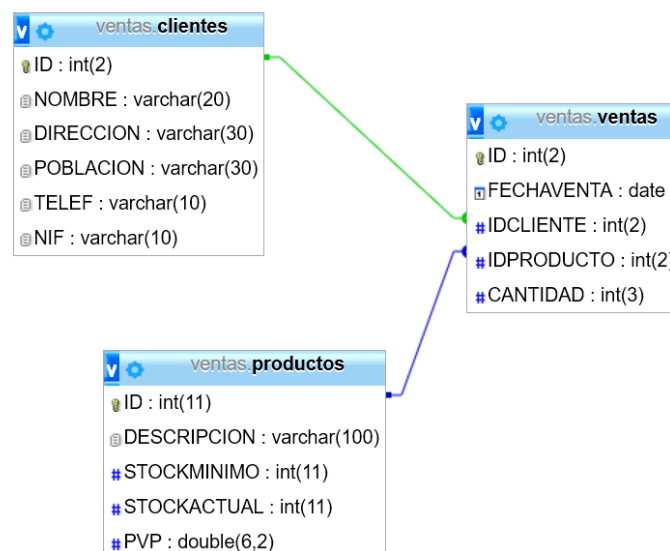 v ventas.clientes
ID : int(2)
NOMBRE : varchar(20)
DIRECCION : varchar(30)
POBLACION : varchar(30)
TELEF : varchar(10)
NIF : varchar(10)
v ventas.ventas
ID : int(2)
FECHAVENTA : date
# IDCLIENTE : int(2)
# IDPRODUCTO : int(2)
# CANTIDAD : int(3)
v ventas.productos
ID : int(11)
DESCRIPCION : varchar(100)
# STOCKMINIMO : int(11)
# STOCKACTUAL : int(11)
# PVP : double(6,2)